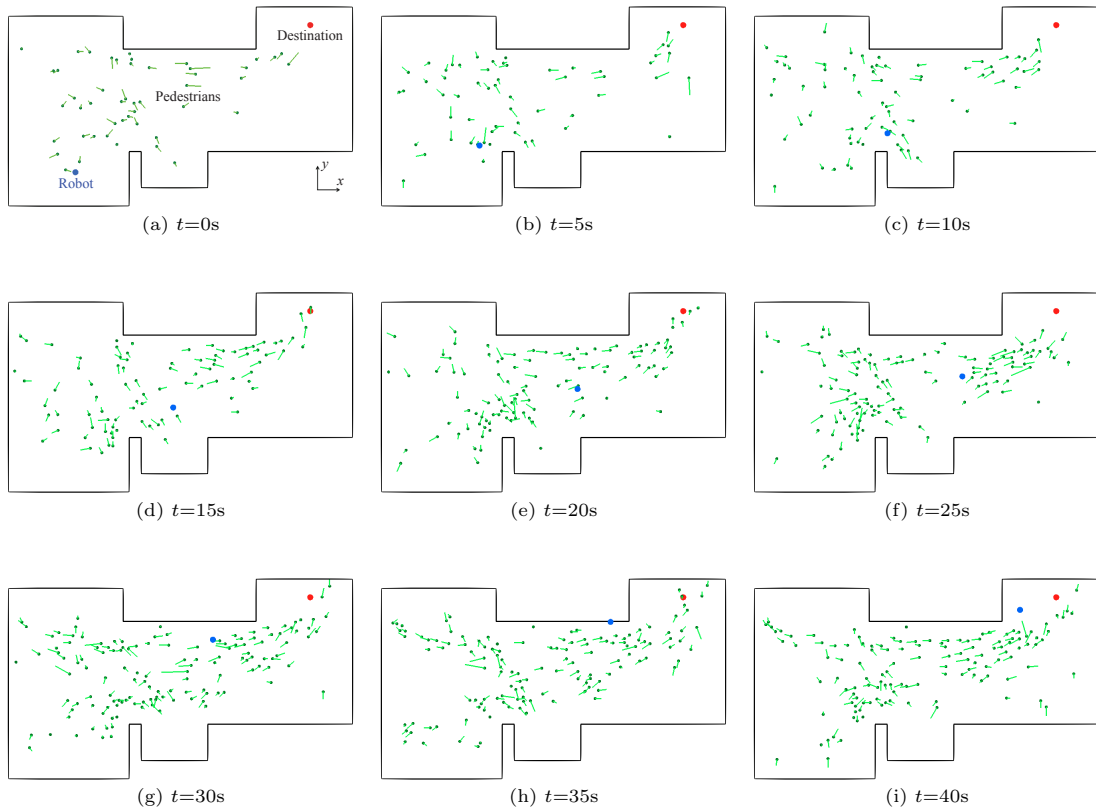 Destination
Pedestrians
Robot
y
x
(a) t=0s
(b) t=5s
(c) t=10s
(d) t=15s
(e) t=20s
(f) t=25s
(g) t=30s
(h) t=35s
(i) t=40s